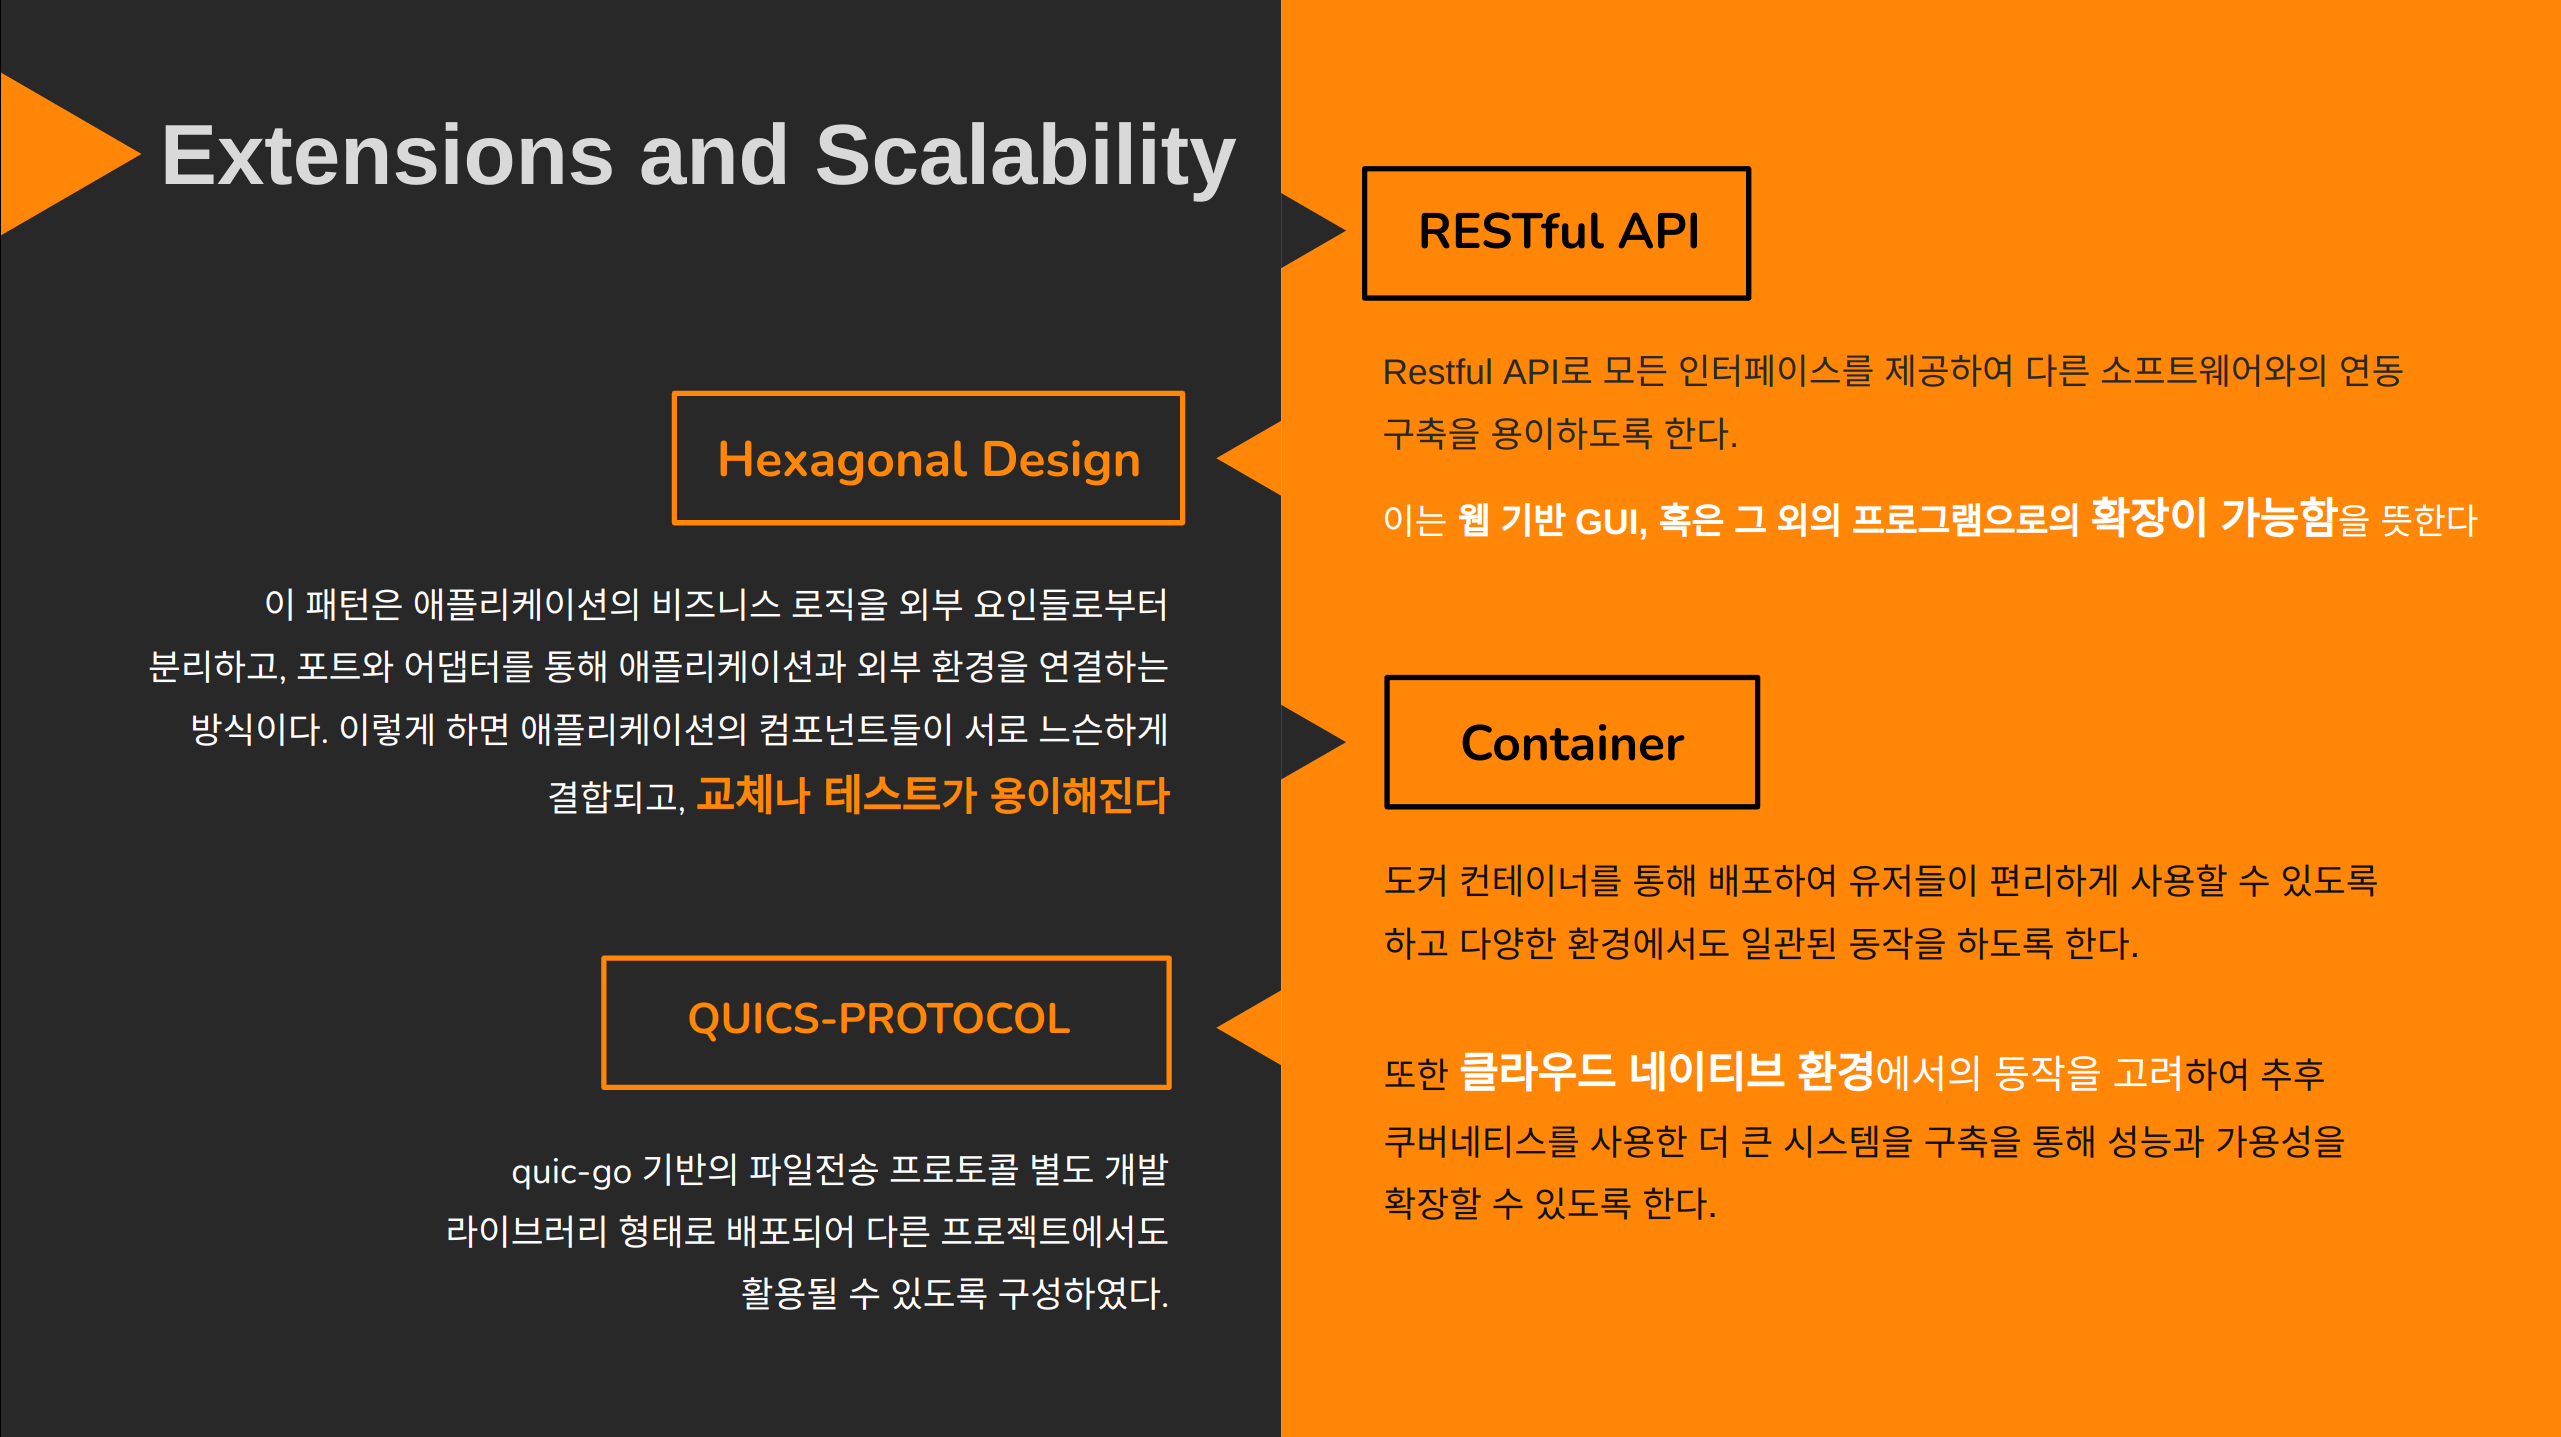 Extensions and Scalability
Hexagonal Design
이 패턴은 애플리케이션의 비즈니스 로직을 외부 요인들로부터
분리하고, 포트와 어댑터를 통해 애플리케이션과 외부 환경을 연결하는
방식이다. 이렇게 하면 애플리케이션의 컴포넌트들이 서로 느슨하게
결합되고, 교체나 테스트가 용이해진다
QUICS-PROTOCOL
quic-go 기반의 파일전송 프로토콜 별도 개발
라이브러리 형태로 배포되어 다른 프로젝트에서도
활용될 수 있도록 구성하였다.
RESTful API
Restful API로 모든 인터페이스를 제공하여 다른 소프트웨어와의 연동
구축을 용이하도록 한다.
이는 웹 기반 GUI, 혹은 그 외의 프로그램으로의 확장이 가능함을 뜻한다
Container
도커 컨테이너를 통해 배포하여 유저들이 편리하게 사용할 수 있도록
하고 다양한 환경에서도 일관된 동작을 하도록 한다.
또한 클라우드 네이티브 환경에서의 동작을 고려하여 추후
쿠버네티스를 사용한 더 큰 시스템을 구축을 통해 성능과 가용성을
확장할 수 있도록 한다.